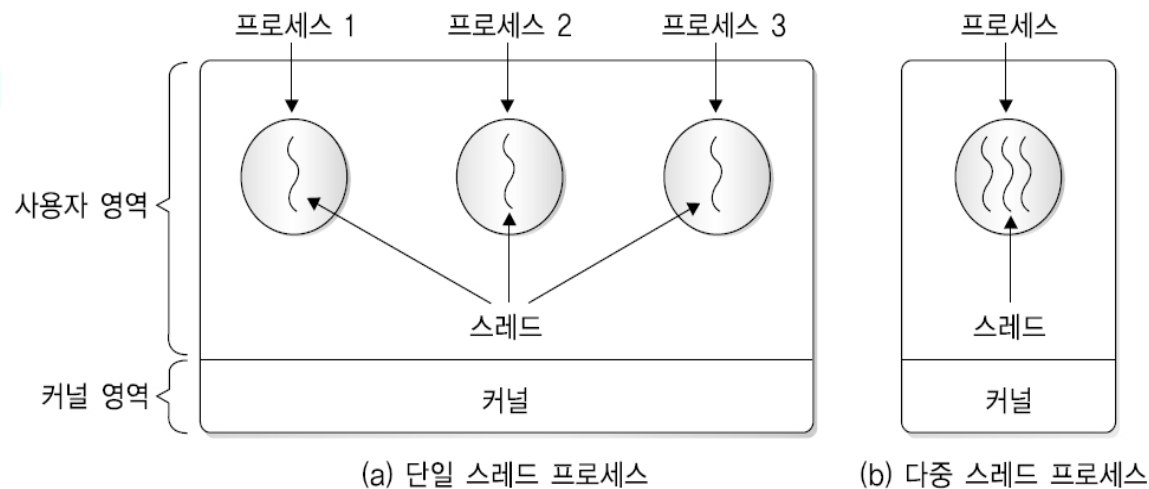 프로세스 1
프로세스 2
프로세스 3
프로세스
사용자 영역
스레드
스레드
커널 영역
커널
커널
(a) 단일 스레드 프로세스
(b) 다중 스레드 프로세스